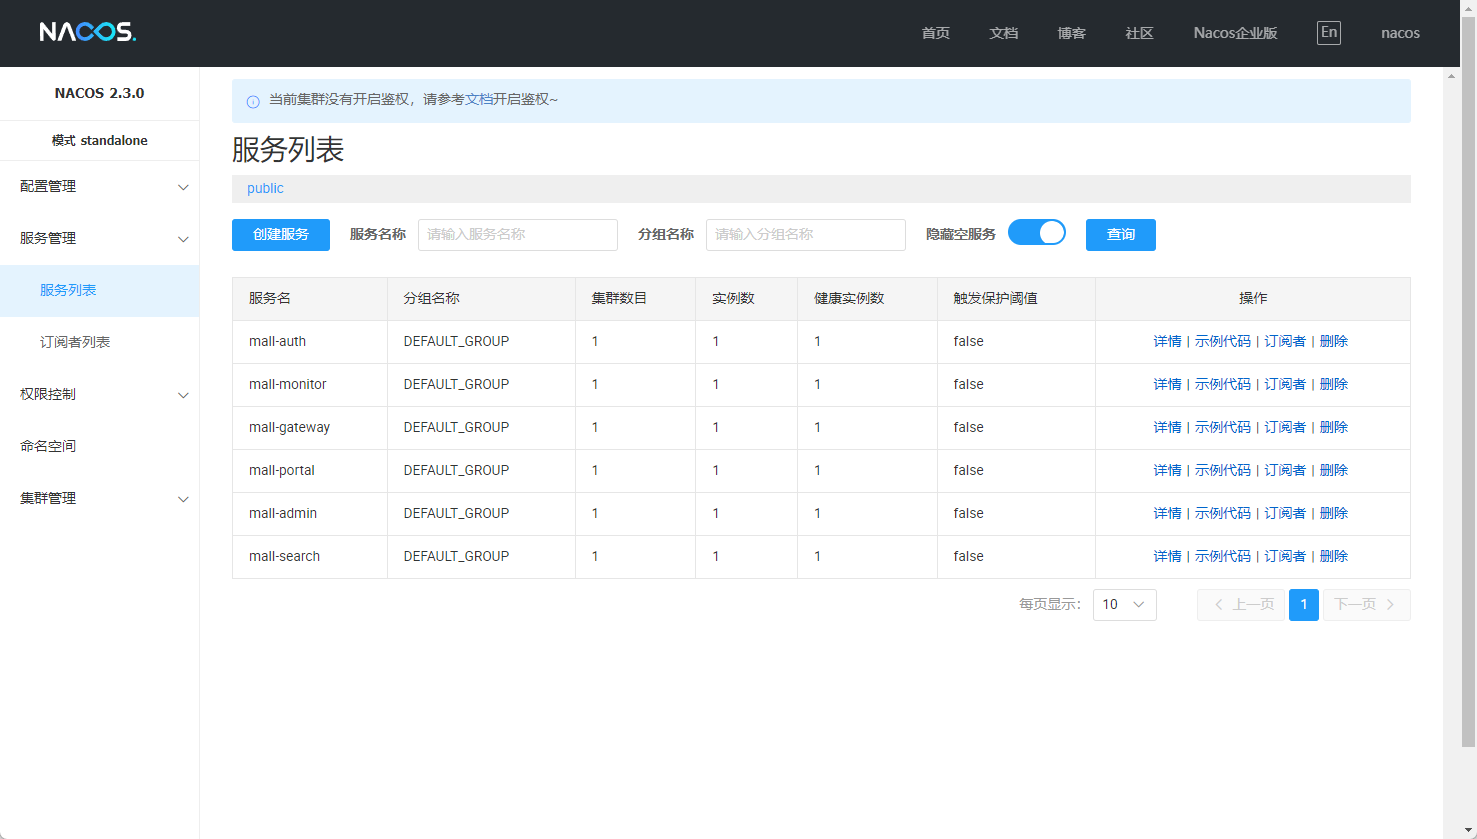 NACOS.
首页 文档 博客 社区 Nacos企业版 En nacos
NACOS 2.3.0
模式 standalone
配置管理
服务管理
服务列表
订阅者列表
权限控制
命名空间
集群管理
当前集群没有开启鉴权，请参考文档开启鉴权~
服务列表
public
创建服务 服务名称 请输入服务名称 分组名称 请输入分组名称 隐藏空服务 查询
服务名 分组名称 集群数目 实例数 健康实例数 触发保护阈值 操作
mall-auth DEFAULT_GROUP 1 1 1 false 详情 | 示例代码 | 订阅者 | 删除
mall-monitor DEFAULT_GROUP 1 1 1 false 详情 | 示例代码 | 订阅者 | 删除
mall-gateway DEFAULT_GROUP 1 1 1 false 详情 | 示例代码 | 订阅者 | 删除
mall-portal DEFAULT_GROUP 1 1 1 false 详情 | 示例代码 | 订阅者 | 删除
mall-admin DEFAULT_GROUP 1 1 1 false 详情 | 示例代码 | 订阅者 | 删除
mall-search DEFAULT_GROUP 1 1 1 false 详情 | 示例代码 | 订阅者 | 删除
每页显示： 10 上一页 1 下一页